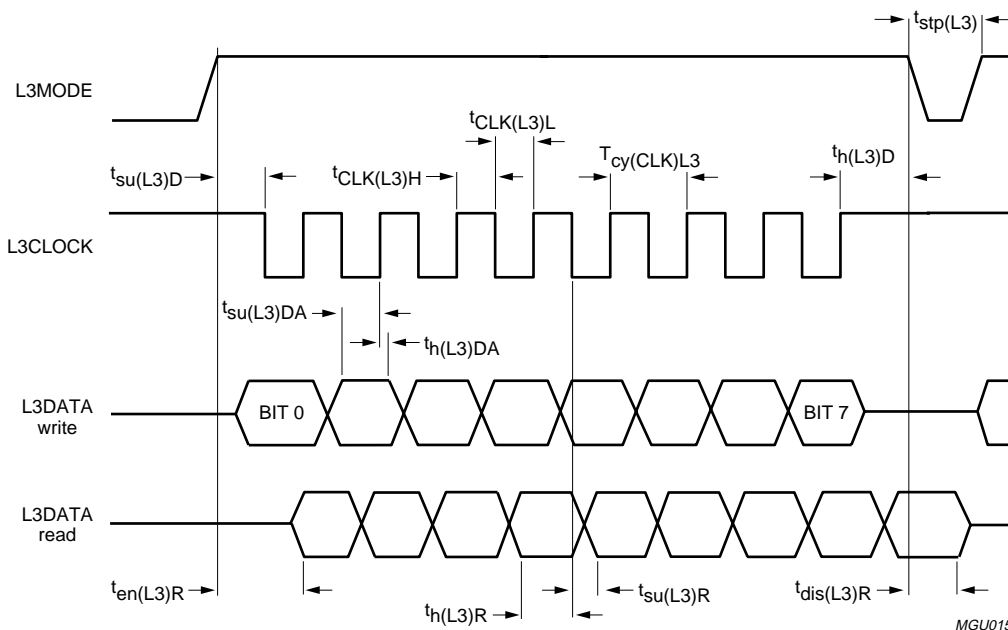 tstp(L3)
L3MODE
tCLK(L3)L
tsu(L3)D
tCLK(L3)H
Tcy(CLK)L3
th(L3)D
L3CLOCK
tsu(L3)DA
th(L3)DA
L3DATA
write
BIT 0
BIT 7
L3DATA
read
ten(L3)R
th(L3)R
tsu(L3)R
tdis(L3)R